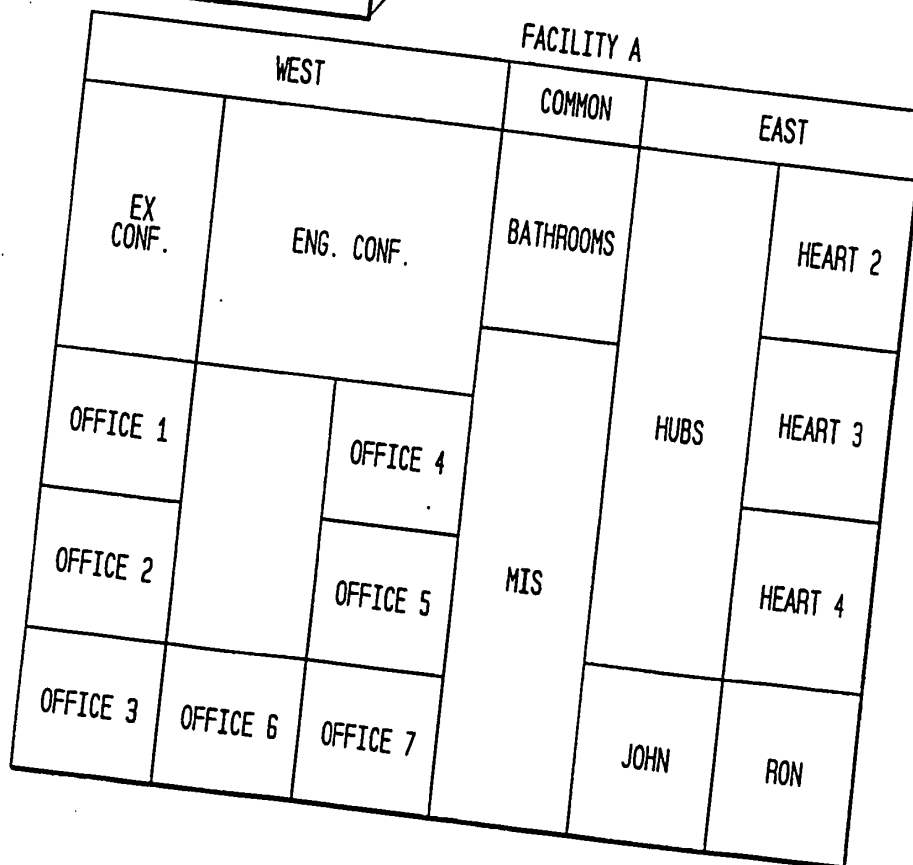 FACILITY A
WEST
COMMON
EAST
EX
CONF.
ENG. CONF.
BATHROOMS
HEART 2
OFFICE 1
OFFICE 4
HUBS
HEART 3
OFFICE 2
OFFICE 5
MIS
HEART 4
OFFICE 3
OFFICE 6
OFFICE 7
JOHN
RON